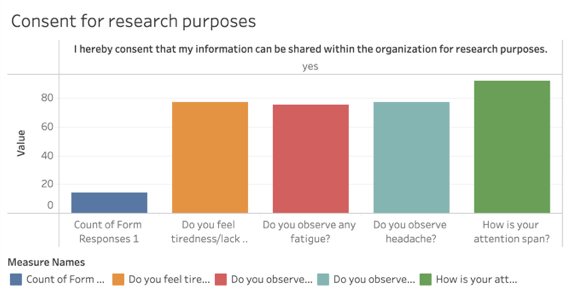 Consent for research purposes
I hereby consent that my information can be shared within the organization for research purposes.
yes
Value
80
60
40
20
0
Count of Form
Responses 1
Do you feel
tiredness/lack ..
Do you observe any
fatigue?
Do you observe
headache?
How is your
attention span?
Measure Names
Count of Form ...
Do you feel tire...
Do you observe...
Do you observe...
How is your att...